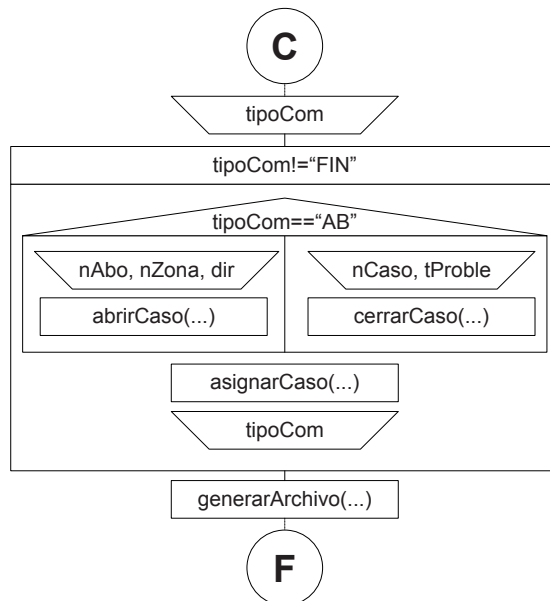 C
tipoCom
tipoCom!=“FIN”
tipoCom==“AB”
nAbo, nZona, dir
nCaso, tProble
abrirCaso(...)
cerrarCaso(...)
asignarCaso(...)
tipoCom
generarArchivo(...)
F